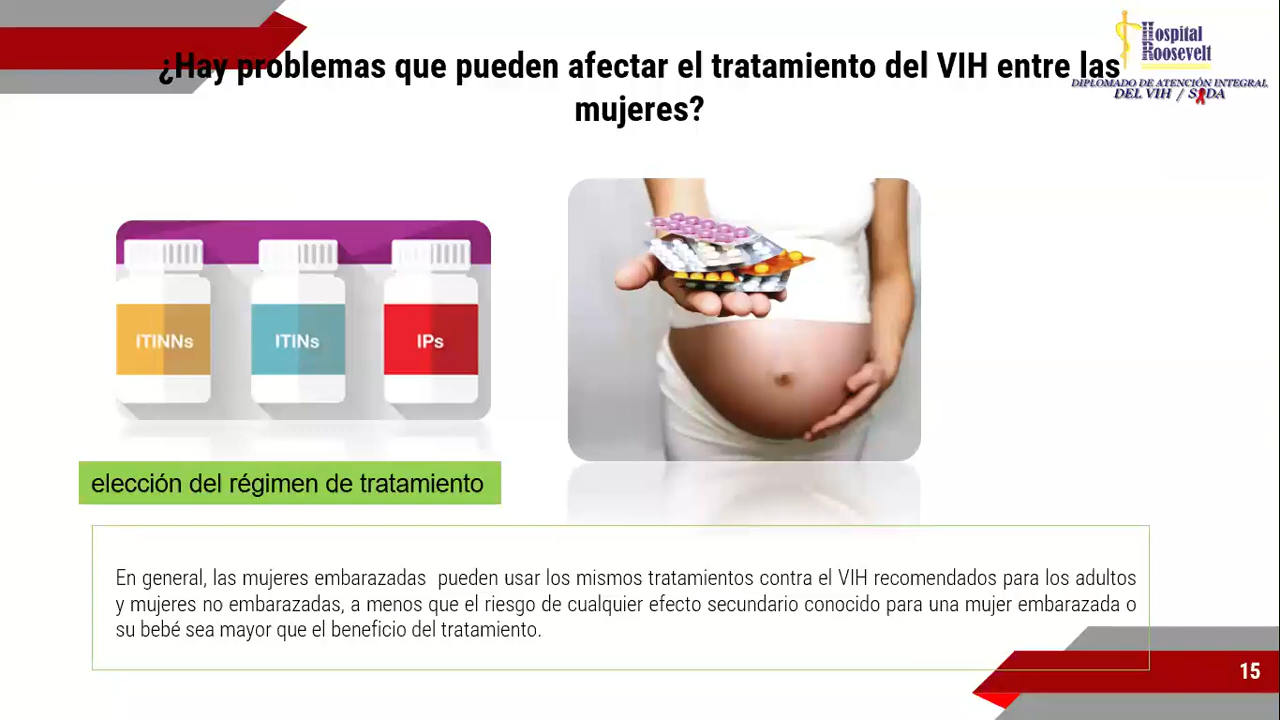 Hospital
Roosevelt
DIPLOMADO DE ATENCIÓN INTEGRAL
DEL VIH / SIDA
¿Hay problemas que pueden afectar el tratamiento del VIH entre las
mujeres?
ITINNs
ITINs
IPs
elección del régimen de tratamiento
En general, las mujeres embarazadas pueden usar los mismos tratamientos contra el VIH recomendados para los adultos
y mujeres no embarazadas, a menos que el riesgo de cualquier efecto secundario conocido para una mujer embarazada o
su bebé sea mayor que el beneficio del tratamiento.
15